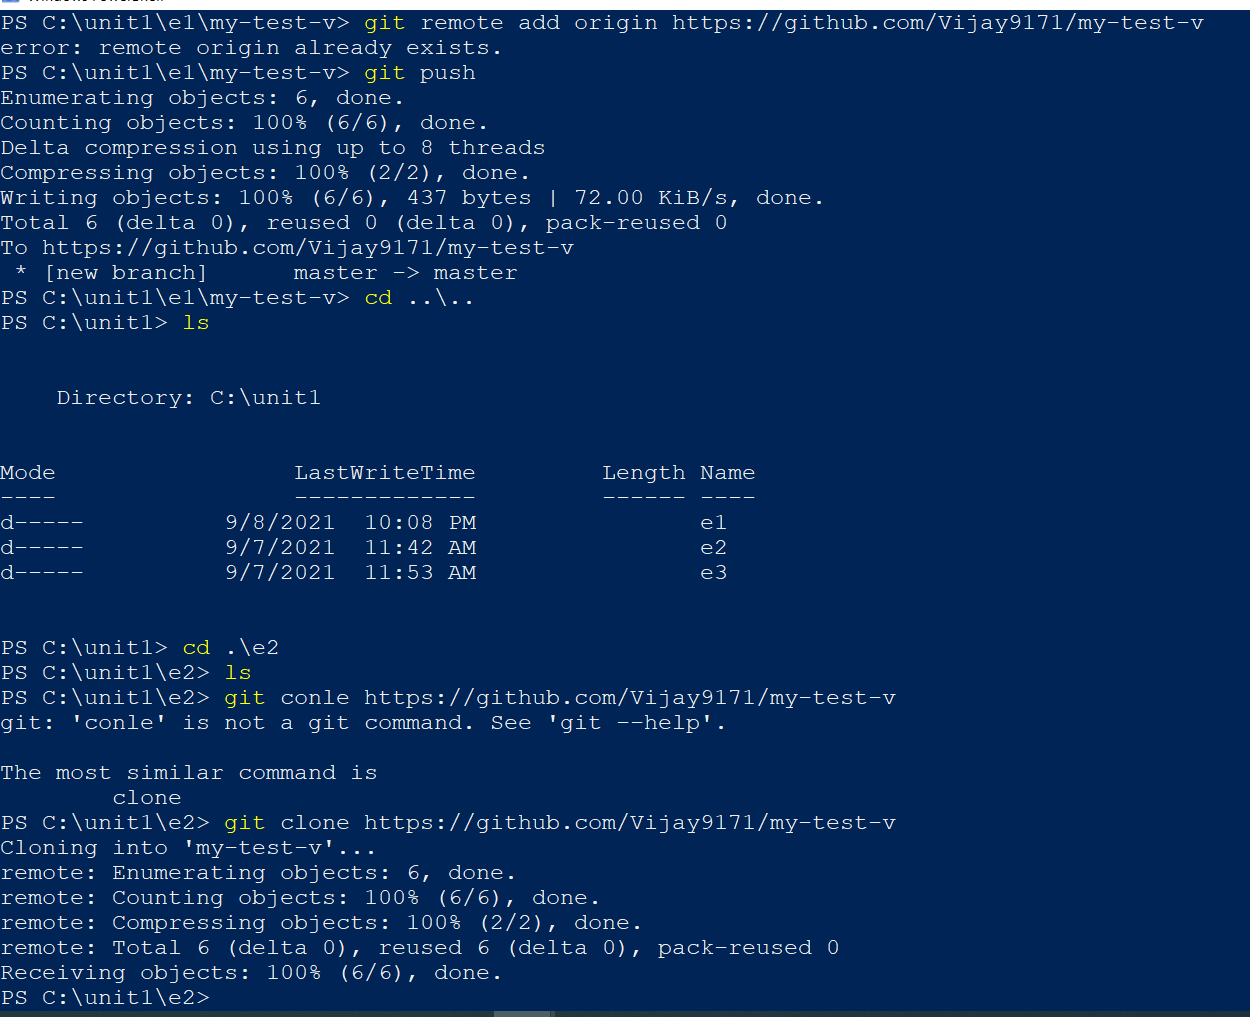 PS C:\unit1\e1\my-test-v> git remote add origin https://github.com/Vijay9171/my-test-v
error: remote origin already exists.
PS C:\unit1\e1\my-test-v> git push
Enumerating objects: 6, done.
Counting objects: 100% (6/6), done.
Delta compression using up to 8 threads
Compressing objects: 100% (2/2), done.
Writing objects: 100% (6/6), 437 bytes | 72.00 KiB/s, done.
Total 6 (delta 0), reused 0 (delta 0), pack-reused 0
To https://github.com/Vijay9171/my-test-v
 * [new branch]      master -> master
PS C:\unit1\e1\my-test-v> cd ..\..
PS C:\unit1> ls
    Directory: C:\unit1
Mode                 LastWriteTime         Length Name
----                 -------------         ------ ----
d-----          9/8/2021  10:08 PM                e1
d-----          9/7/2021  11:42 AM                e2
d-----          9/7/2021  11:53 AM                e3
PS C:\unit1> cd .\e2
PS C:\unit1\e2> ls
PS C:\unit1\e2> git conle https://github.com/Vijay9171/my-test-v
git: 'conle' is not a git command. See 'git --help'.
The most similar command is
        clone
PS C:\unit1\e2> git clone https://github.com/Vijay9171/my-test-v
Cloning into 'my-test-v'...
remote: Enumerating objects: 6, done.
remote: Counting objects: 100% (6/6), done.
remote: Compressing objects: 100% (2/2), done.
remote: Total 6 (delta 0), reused 6 (delta 0), pack-reused 0
Receiving objects: 100% (6/6), done.
PS C:\unit1\e2>